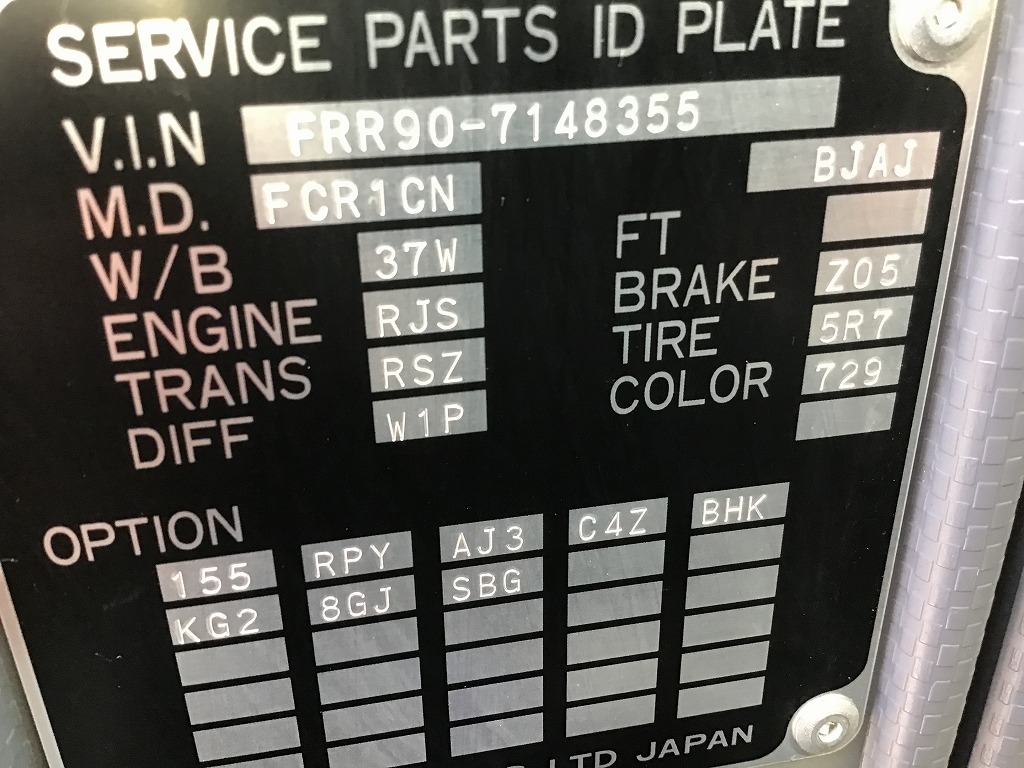 SERVICE PARTS ID PLATE
V.I.N FRR90-7148355
M.D. FCR1CN BJAJ
W/B 37W FT
ENGINE RJS BRAKE Z05
TRANS RSZ TIRE 5R7
DIFF W1P COLOR 729
OPTION
155 RPY AJ3 C4Z BHK
KG2 8GJ SBG
LTD JAPAN